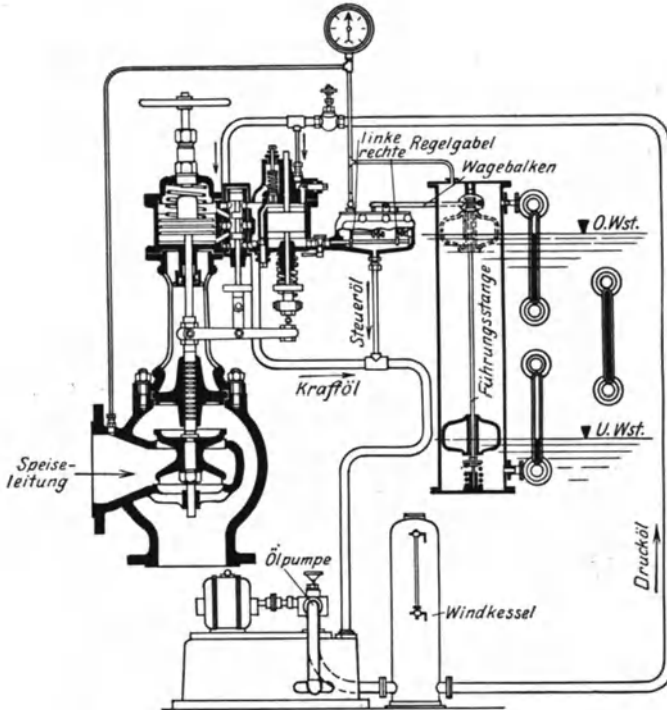 linke
rechte Regelgabel
Wagebalken
O.Wst.
Steueröl
Führungsstange
Kraftöl
U.Wst.
Speise-
leitung
Ölpumpe
Windkessel
Drucköl